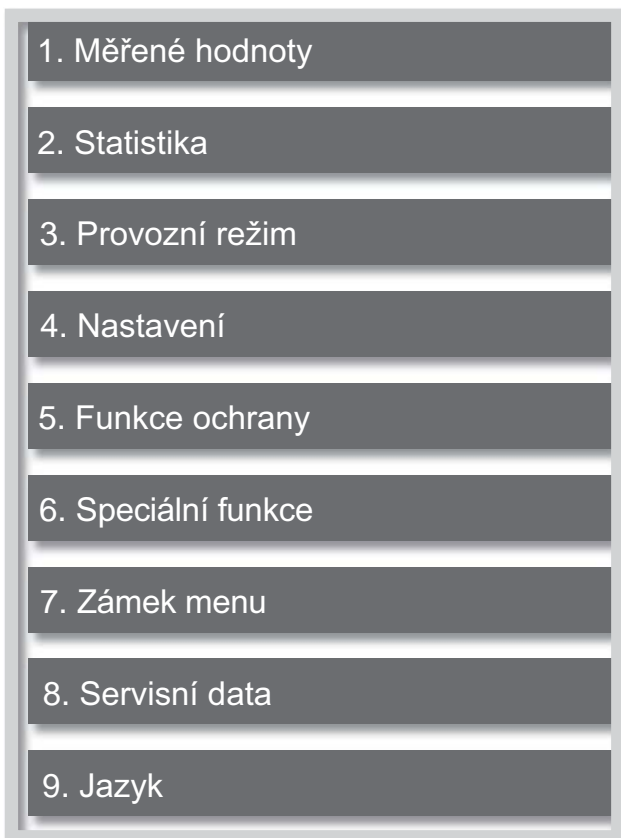 1. Měřené hodnoty
2. Statistika
3. Provozní režim
4. Nastavení
5. Funkce ochrany
6. Speciální funkce
7. Zámek menu
8. Servisní data
9. Jazyk